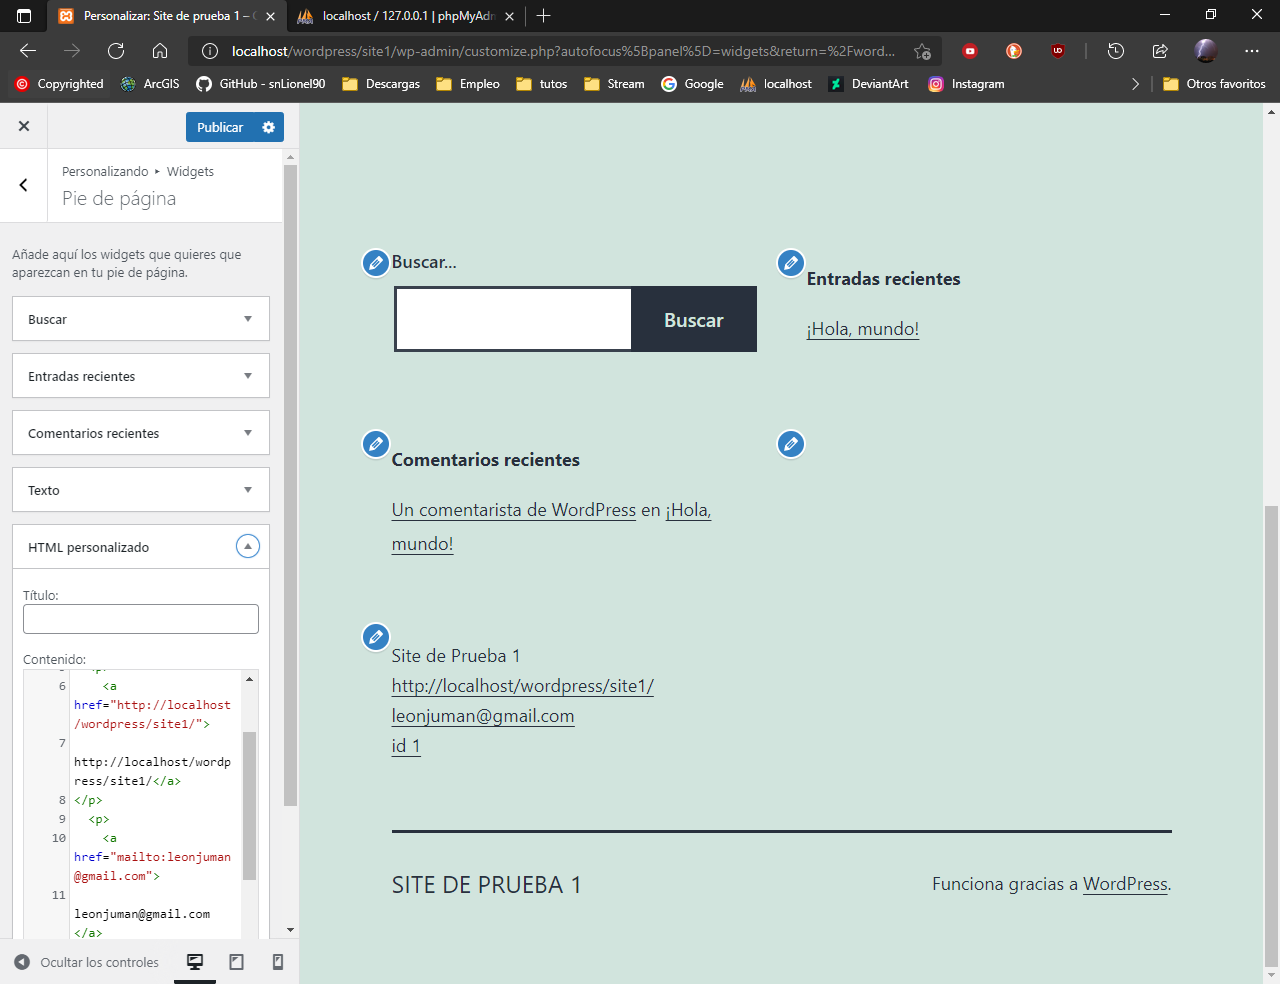 Personalizar: Site de prueba 1 –
localhost / 127.0.0.1 | phpMyAdm
localhost/wordpress/site1/wp-admin/customize.php?autofocus%5Bpanel%5D=widgets&return=%2Fword...
Copyrighted
ArcGIS
GitHub - snLionel90
Descargas
Empleo
tutos
Stream
Google
localhost
DeviantArt
Instagram
Otros favoritos
Publicar
Personalizando ▸ Widgets
Pie de página
Añade aquí los widgets que quieres que
aparezcan en tu pie de página.
Buscar
Entradas recientes
Comentarios recientes
Texto
HTML personalizado
Título:
Contenido:
<p>
6 <a
href="http://localhost
/wordpress/site1/">
7
http://localhost/wordp
ress/site1/</a>
8 </p>
9 <p>
10 <a
href="mailto:leonjuman
@gmail.com">
11
leonjuman@gmail.com
</a>
Ocultar los controles
Buscar...
Buscar
Entradas recientes
¡Hola, mundo!
Comentarios recientes
Un comentarista de WordPress en ¡Hola,
mundo!
Site de Prueba 1
http://localhost/wordpress/site1/
leonjuman@gmail.com
id 1
SITE DE PRUEBA 1
Funciona gracias a WordPress.